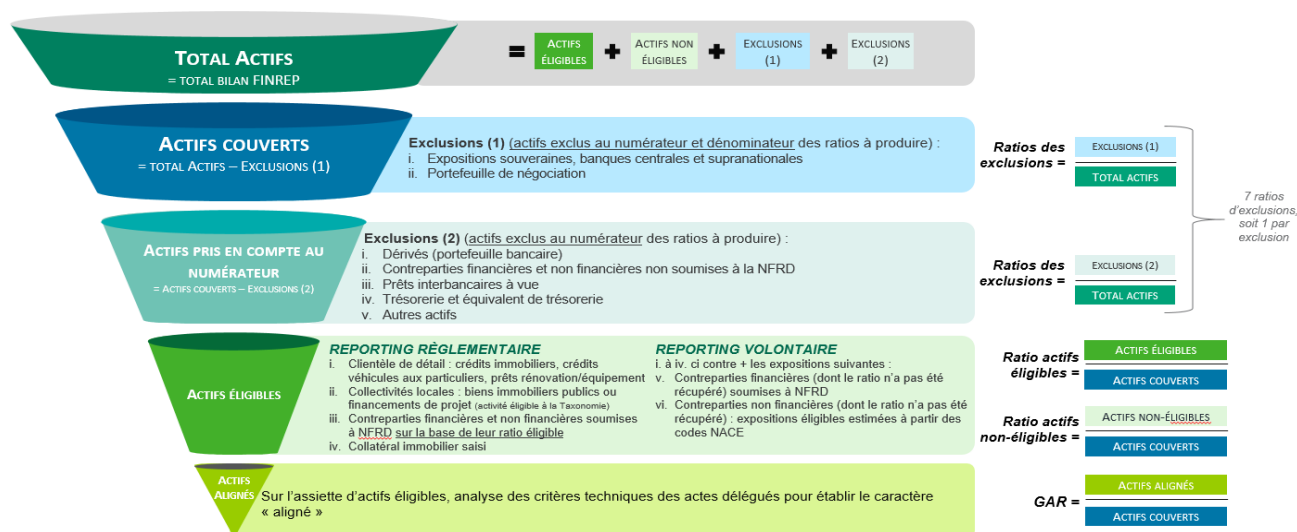 TOTAL ACTIFS
= TOTAL BILAN FINREP
=
ACTIFS
ÉLIGIBLES
+
ACTIFS NON
ÉLIGIBLES
+
EXCLUSIONS
(1)
+
EXCLUSIONS
(2)
ACTIFS COUVERTS
= TOTAL ACTIFS – EXCLUSIONS (1)
Exclusions (1) (actifs exclus au numérateur et dénominateur des ratios à produire) :
i. Expositions souveraines, banques centrales et supranationales
ii. Portefeuille de négociation
Ratios des
exclusions =
EXCLUSIONS (1)
TOTAL ACTIFS
7 ratios
d'exclusions,
soit 1 par
exclusion
ACTIFS PRIS EN COMPTE AU
NUMÉRATEUR
= ACTIFS COUVERTS – EXCLUSIONS (2)
Exclusions (2) (actifs exclus au numérateur des ratios à produire) :
i. Dérivés (portefeuille bancaire)
ii. Contreparties financières et non financières non soumises à la NFRD
iii. Prêts interbancaires à vue
iv. Trésorerie et équivalent de trésorerie
v. Autres actifs
Ratios des
exclusions =
EXCLUSIONS (2)
TOTAL ACTIFS
ACTIFS ÉLIGIBLES
REPORTING RÈGLEMENTAIRE
i. Clientèle de détail : crédits immobiliers, crédits
véhicules aux particuliers, prêts rénovation/équipement
ii. Collectivités locales : biens immobiliers publics ou
financements de projet (activité éligible à la Taxonomie)
iii. Contreparties financières et non financières soumises
à NFRD sur la base de leur ratio éligible
iv. Collatéral immobilier saisi
REPORTING VOLONTAIRE
i. à iv. ci contre + les expositions suivantes :
v. Contreparties financières (dont le ratio n'a pas été
récupéré) soumises à NFRD
vi. Contreparties non financières (dont le ratio n'a pas été
récupéré) : expositions éligibles estimées à partir des
codes NACE
Ratio actifs
éligibles =
ACTIFS ÉLIGIBLES
ACTIFS COUVERTS
Ratio actifs
non-éligibles =
ACTIFS NON-ÉLIGIBLES
ACTIFS COUVERTS
ACTIFS
ALIGNÉS
Sur l'assiette d'actifs éligibles, analyse des critères techniques des actes délégués pour établir le caractère
« aligné »
GAR =
ACTIFS ALIGNÉS
ACTIFS COUVERTS